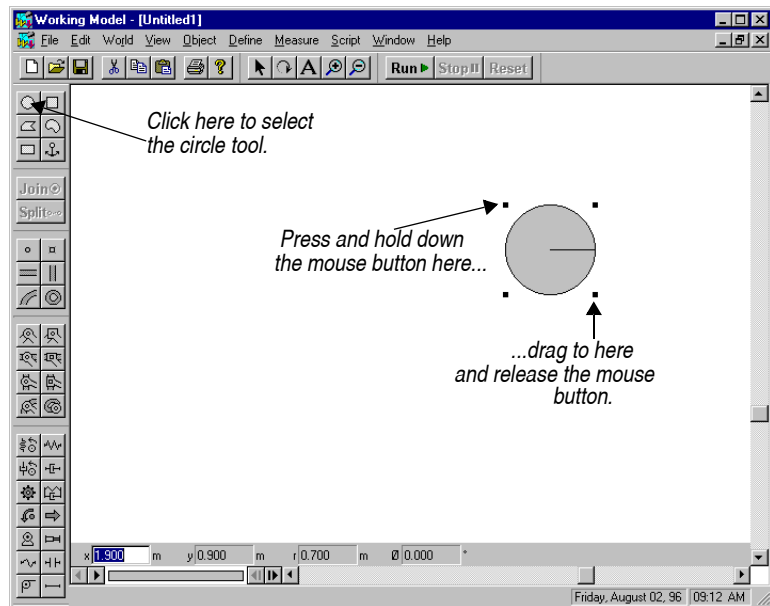 Working Model - [Untitled1]
File Edit World View Object Define Measure Script Window Help
Run Stop Reset
Click here to select
the circle tool.
Join
Split
Press and hold down
the mouse button here...
...drag to here
and release the mouse
button.
x 1.900 m y 0.900 m r 0.700 m Ø 0.000 °
Friday, August 02, 96 09:12 AM